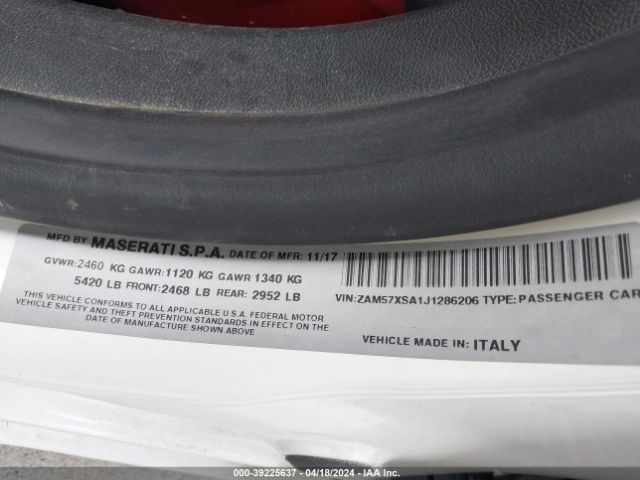 MFD BY MASERATI S.P.A. DATE OF MFR: 11/17
GVWR:2460 KG GAWR:1120 KG GAWR 1340 KG
5420 LB FRONT:2468 LB REAR: 2952 LB
THIS VEHICLE CONFORMS TO ALL APPLICABLE U.S.A. FEDERAL MOTOR
VEHICLE SAFETY AND THEFT PREVENTION STANDARDS IN EFFECT ON THE
DATE OF MANUFACTURE SHOWN ABOVE
VIN:ZAM57XSA1J1286206 TYPE: PASSENGER CAR
VEHICLE MADE IN: ITALY
000-39225637 - 04/18/2024 - IAA Inc.